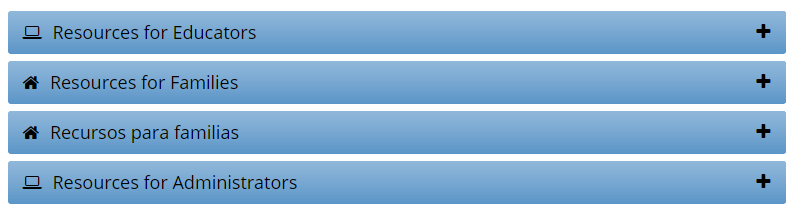 Resources for Educators
Resources for Families
Recursos para familias
Resources for Administrators